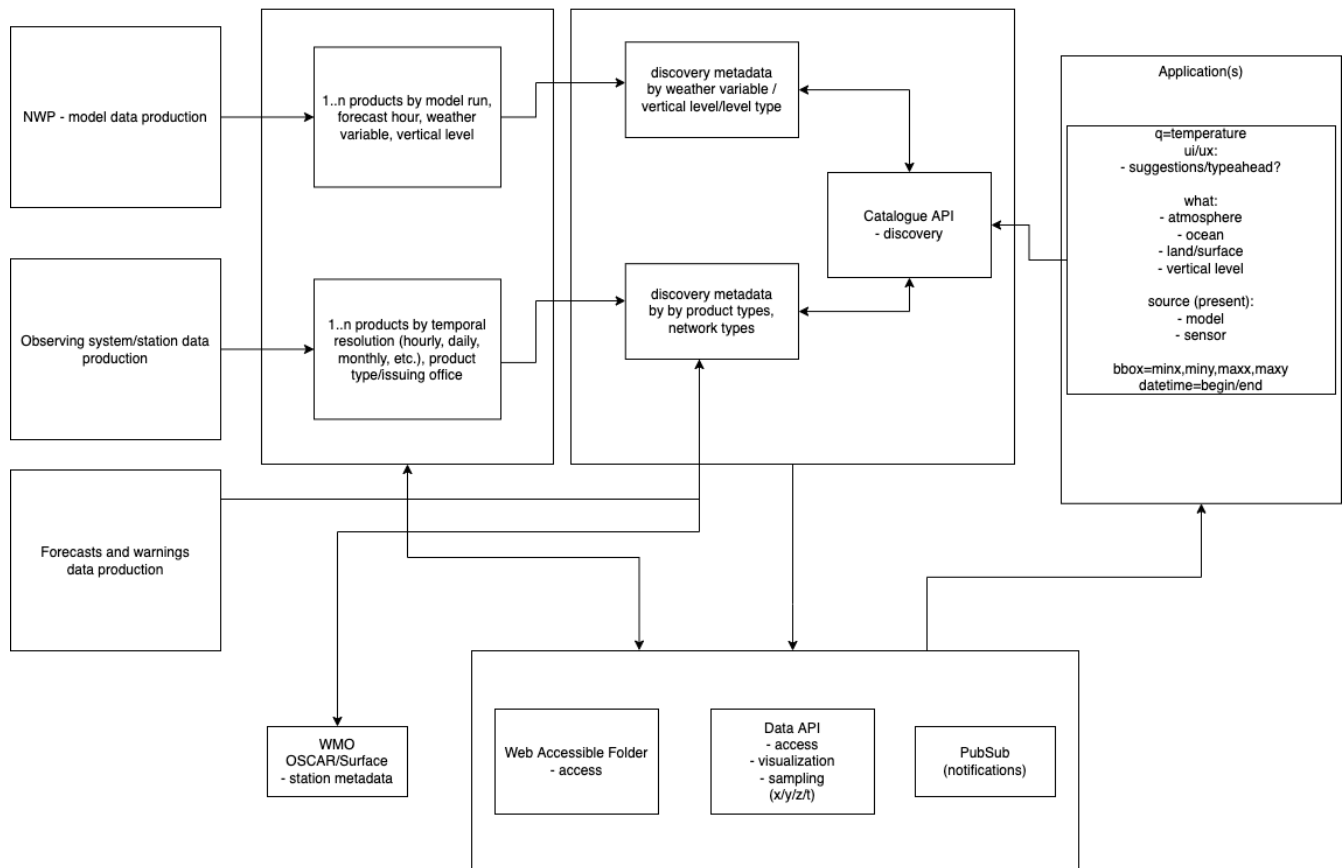 NWP - model data production
1..n products by model run,
forecast hour, weather
variable, vertical level
discovery metadata
by weather variable /
vertical level/level type
Catalogue API
- discovery
Application(s)
q=temperature
ui/ux:
- suggestions/typeahead?
what:
- atmosphere
- ocean
- land/surface
- vertical level
source (present):
- model
- sensor
bbox=minx,miny,maxx,maxy
datetime=begin/end
Observing system/station data
production
1..n products by temporal
resolution (hourly, daily,
monthly, etc.), product
type/issuing office
discovery metadata
by by product types,
network types
Forecasts and warnings
data production
WMO
OSCAR/Surface
- station metadata
Web Accessible Folder
- access
Data API
- access
- visualization
- sampling
(x/y/z/t)
PubSub
(notifications)